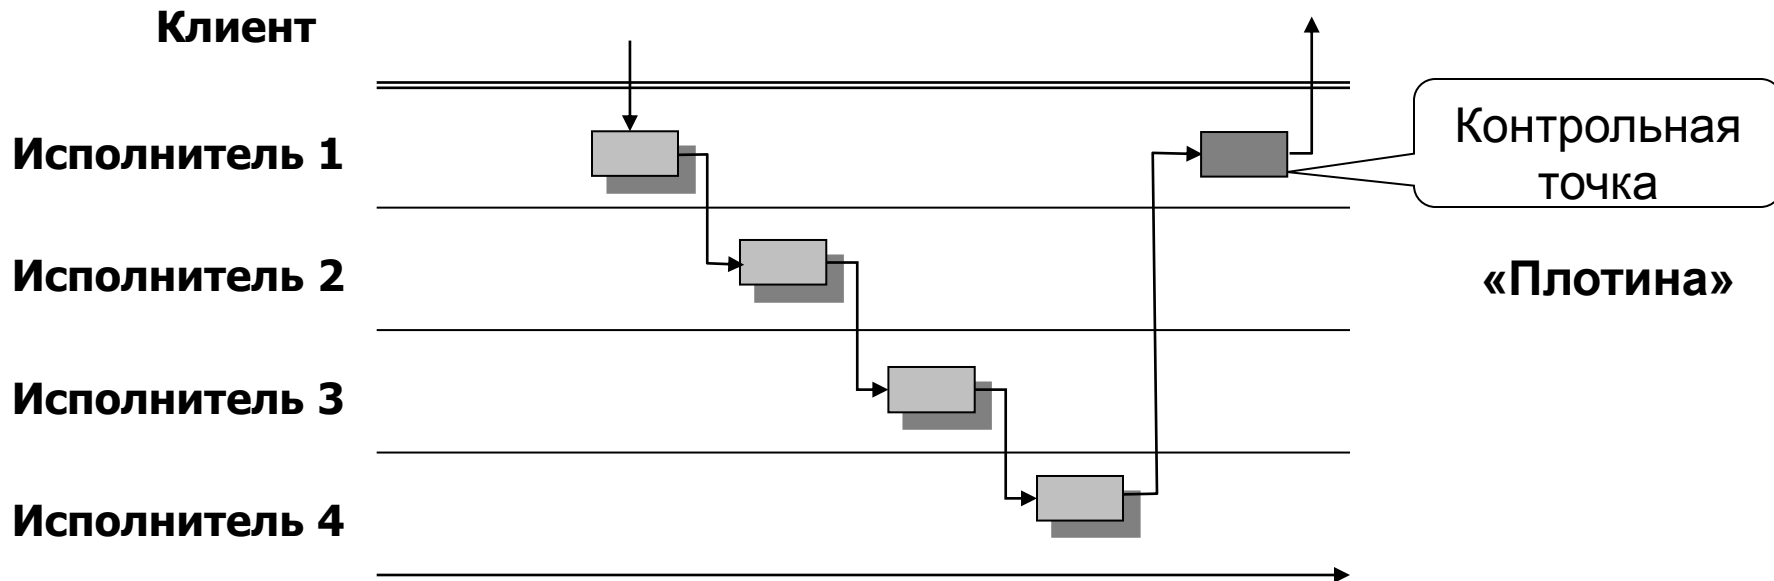 Клиент
Исполнитель 1
Контрольная
точка
Исполнитель 2
«Плотина»
Исполнитель 3
Исполнитель 4